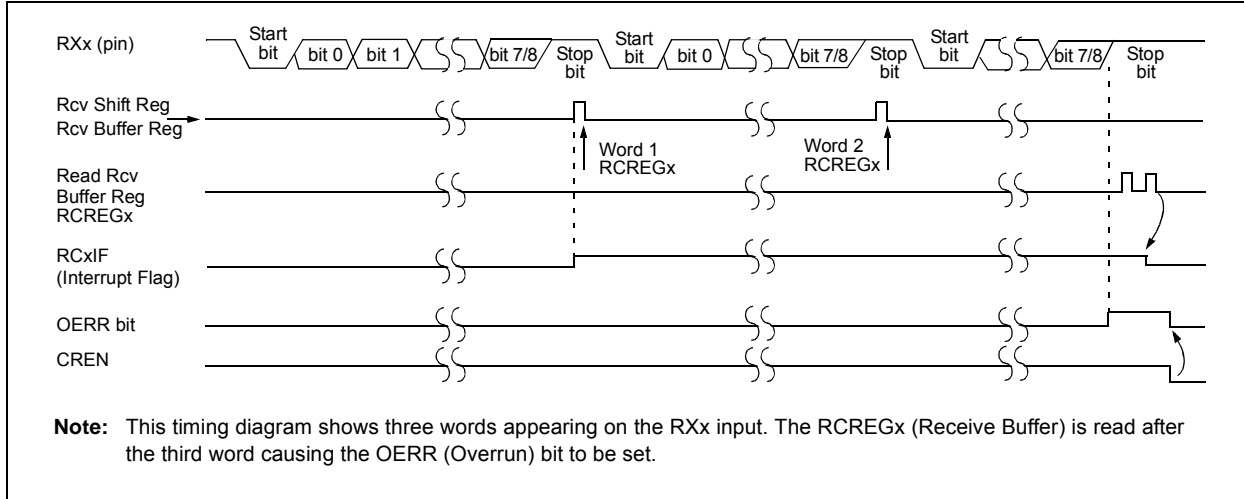 RXx (pin)
Start
bit
bit 0
bit 1
bit 7/8
Stop
bit
Start
bit
bit 0
bit 7/8
Stop
bit
Start
bit
bit 7/8
Stop
bit
Rcv Shift Reg
Rcv Buffer Reg
Word 1
RCREGx
Word 2
RCREGx
Read Rcv
Buffer Reg
RCREGx
RCxIF
(Interrupt Flag)
OERR bit
CREN
Note: This timing diagram shows three words appearing on the RXx input. The RCREGx (Receive Buffer) is read after
the third word causing the OERR (Overrun) bit to be set.